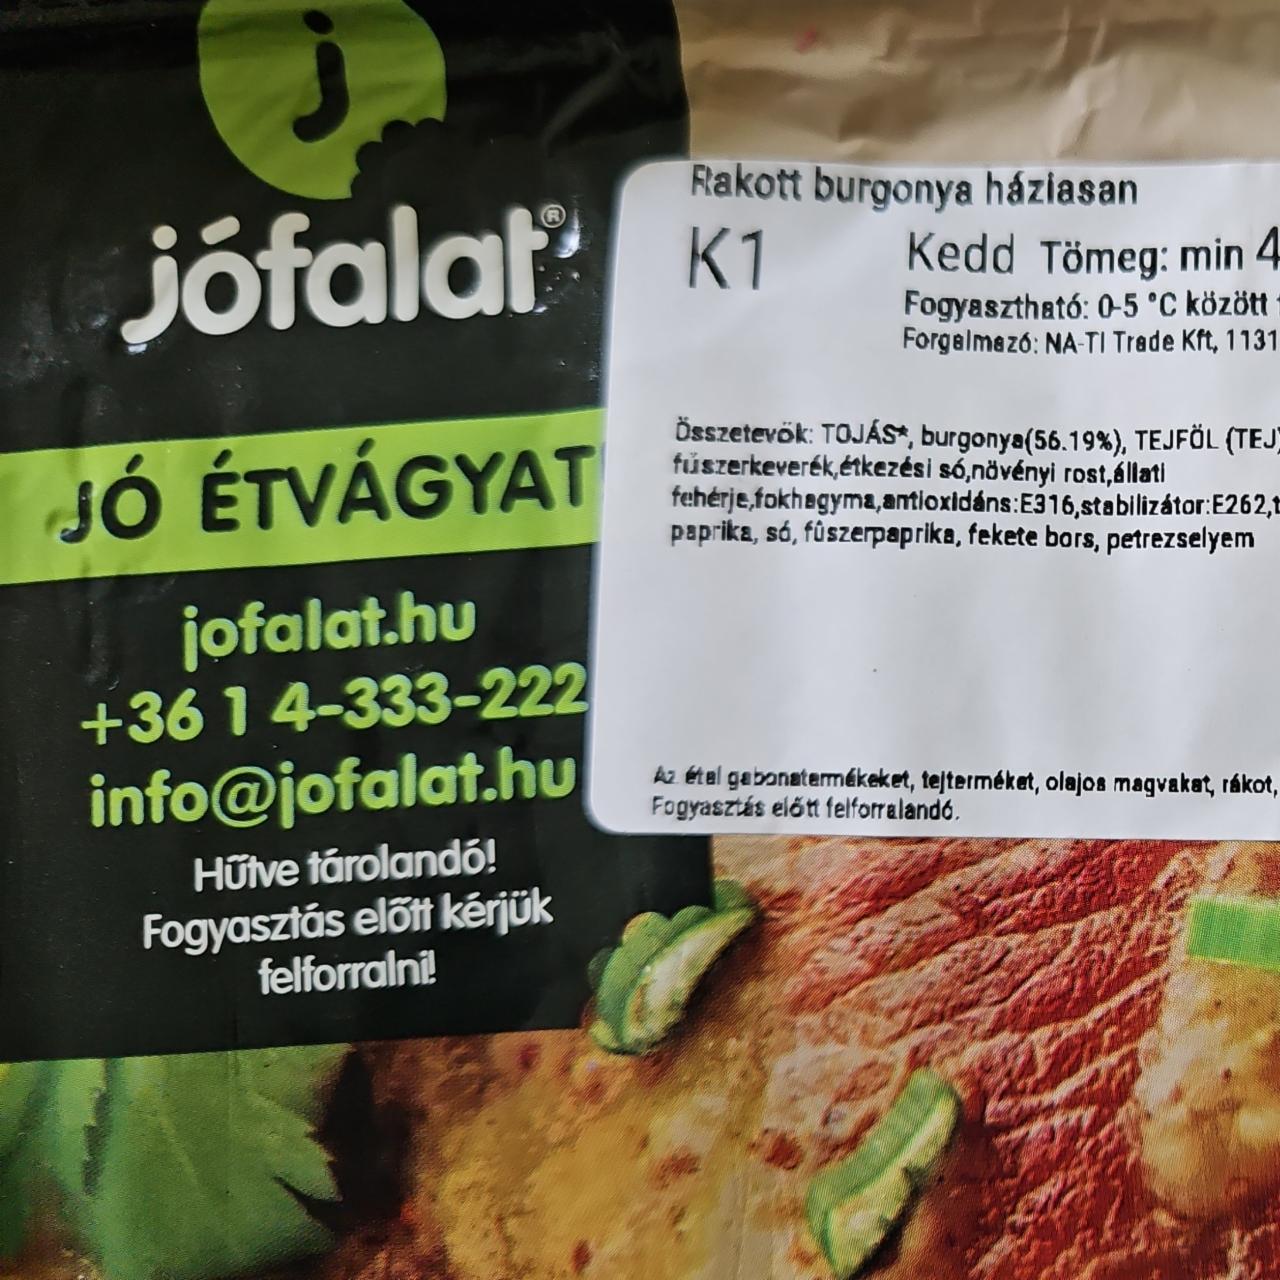 j
jófalat®
JÓ ÉTVÁGYAT
jofalat.hu
+36 1 4-333-222
info@jofalat.hu
Hűtve tárolandó!
Fogyasztás előtt kérjük
felforralni!
Rakott burgonya háziasan
K1
Kedd Tömeg: min 4
Fogyasztható: 0-5 °C között
Forgalmazó: NA-TI Trade Kft, 1131
Összetevök: TOJÁS*, burgonya(56.19%), TEJFÖL (TEJ)
fűszerkeverék,étkezési só,növényi rost,állati
fehérje,fokhagyma,antioxidáns:E316,stabilizátor:E262,
paprika, só, fûszerpaprika, fekete bors, petrezselyem
Az étel gabonatermékeket, tejterméket, olajos magvakat, rákot,
Fogyasztás előtt felforralandó.